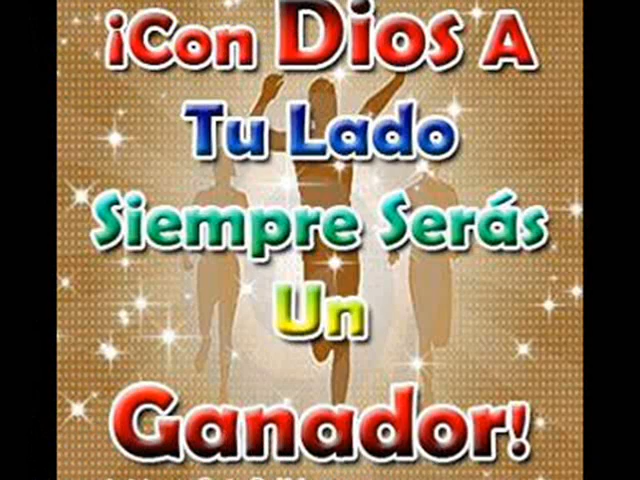 ¡Con Dios A
Tu Lado
Siempre Serás
Un
Ganador!